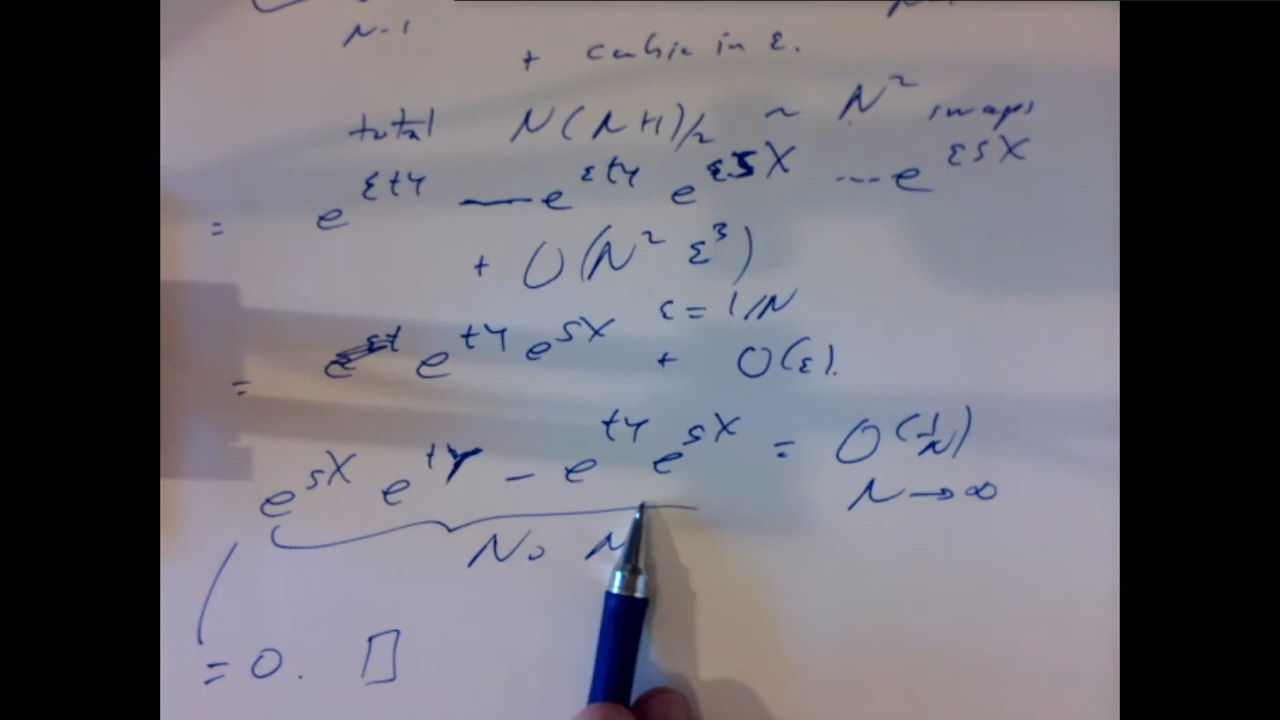 N-1
+ cubic in ε.
total N(N+1)/2 ~ N² swaps
= e^{εtY} --- e^{εtY} e^{εsX} --- e^{εsX}
+ O(N² ε³)
ε = 1/N
= e^{tY} e^{sX} + O(ε).
e^{sX} e^{tY} - e^{tY} e^{sX} = O(1/N)
N → ∞
No N
= 0. □